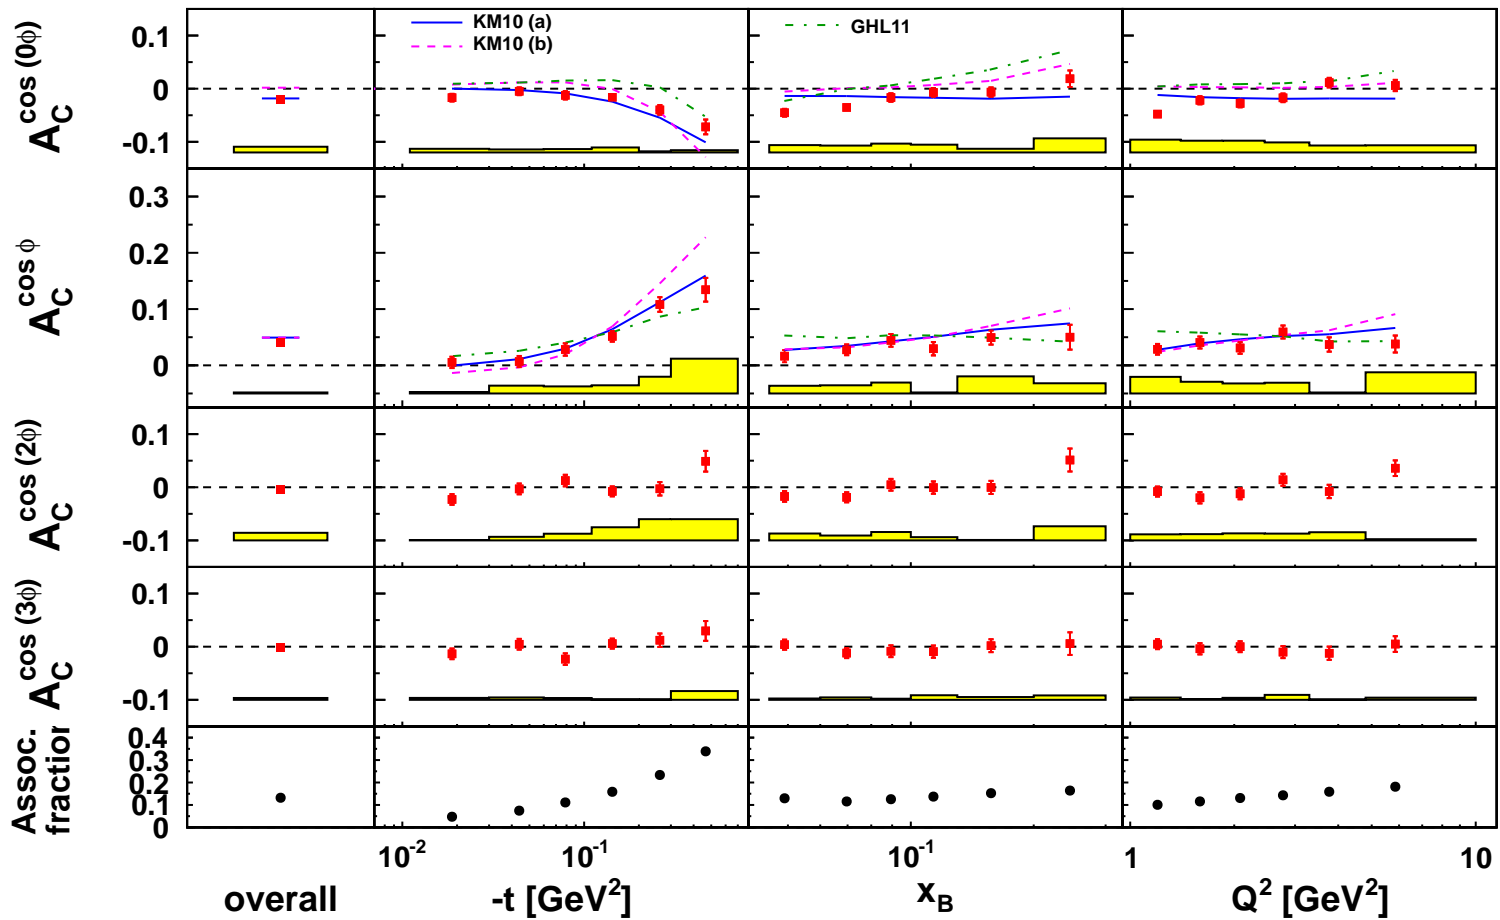 KM10 (a)
KM10 (b)
GHL11
A_C^{cos (0ϕ)}
0.1
0
-0.1
A_C^{cos ϕ}
0.3
0.2
0.1
0
A_C^{cos (2ϕ)}
0.1
0
-0.1
A_C^{cos (3ϕ)}
0.1
0
-0.1
Assoc.
fraction
0.4
0.3
0.2
0.1
0
10^{-2} 10^{-1} 10^{-1} 1 10
overall -t [GeV^2] x_B Q^2 [GeV^2]